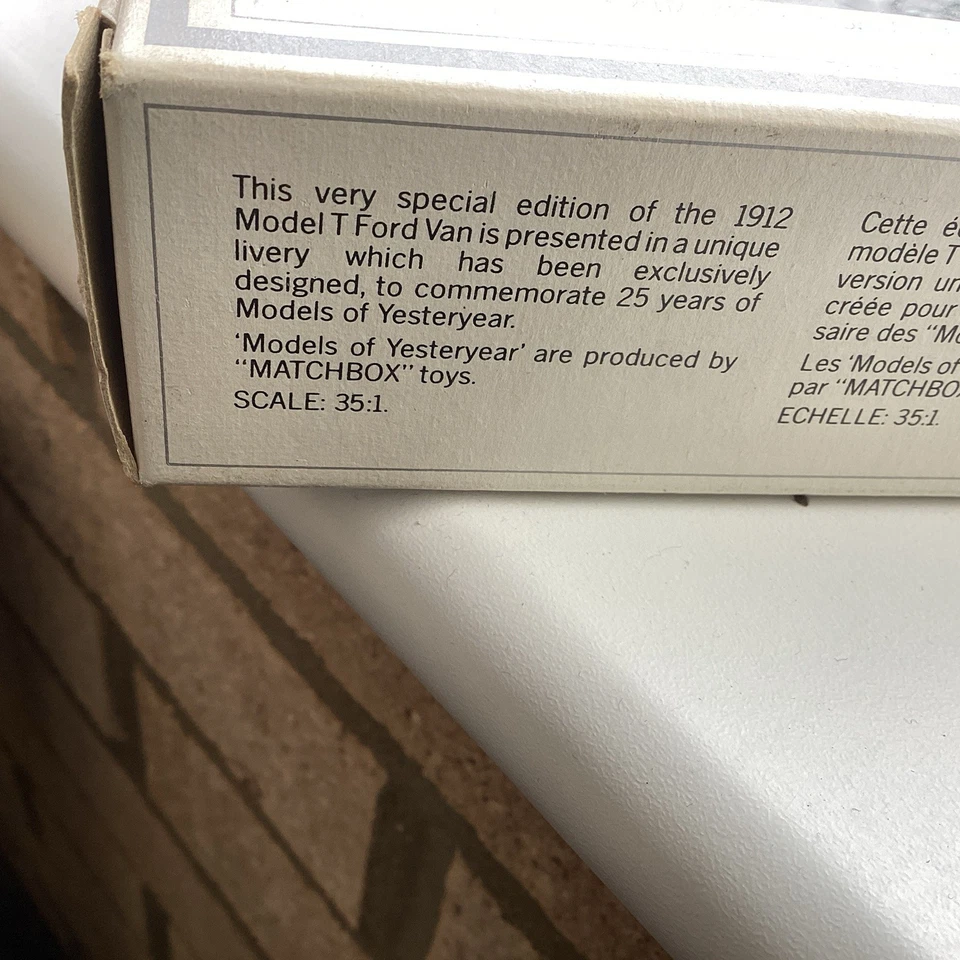 This very special edition of the 1912
Model T Ford Van is presented in a unique
livery which has been exclusively
designed, to commemorate 25 years of
Models of Yesteryear.
‘Models of Yesteryear’ are produced by
“MATCHBOX” toys.
SCALE: 35:1.
Cette
modèle T
version
créée pour
saire des
Les ‘Models of
par
ECHELLE: 35:1.